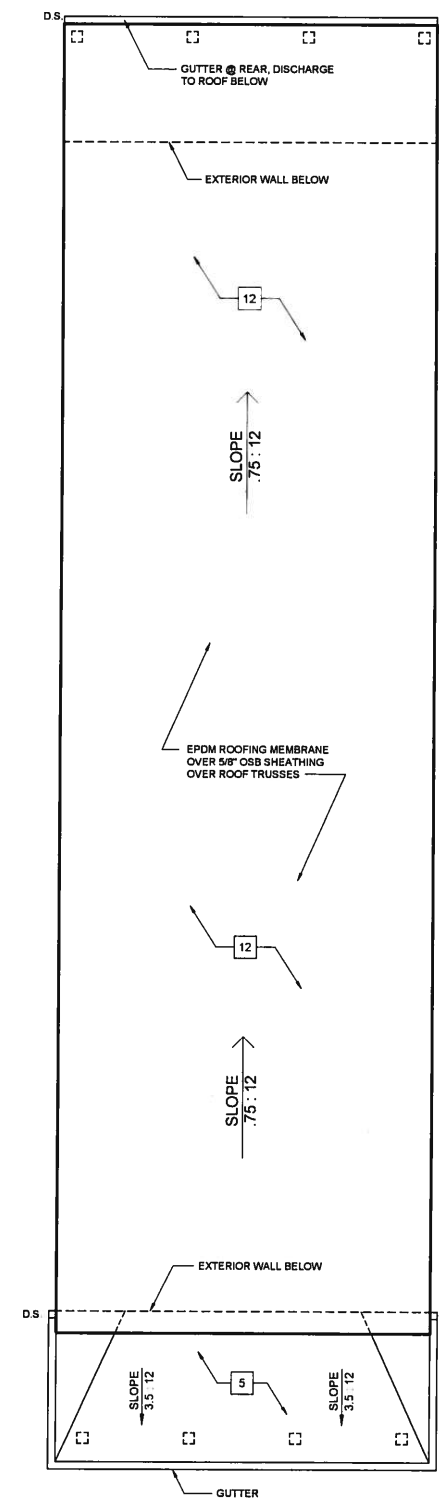 D.S.
GUTTER @ REAR, DISCHARGE
TO ROOF BELOW
EXTERIOR WALL BELOW
12
SLOPE
.75 : 12
EPDM ROOFING MEMBRANE
OVER 5/8" OSB SHEATHING
OVER ROOF TRUSSES
12
SLOPE
.75 : 12
EXTERIOR WALL BELOW
D.S.
SLOPE
3.5 : 12
5
SLOPE
3.5 : 12
GUTTER